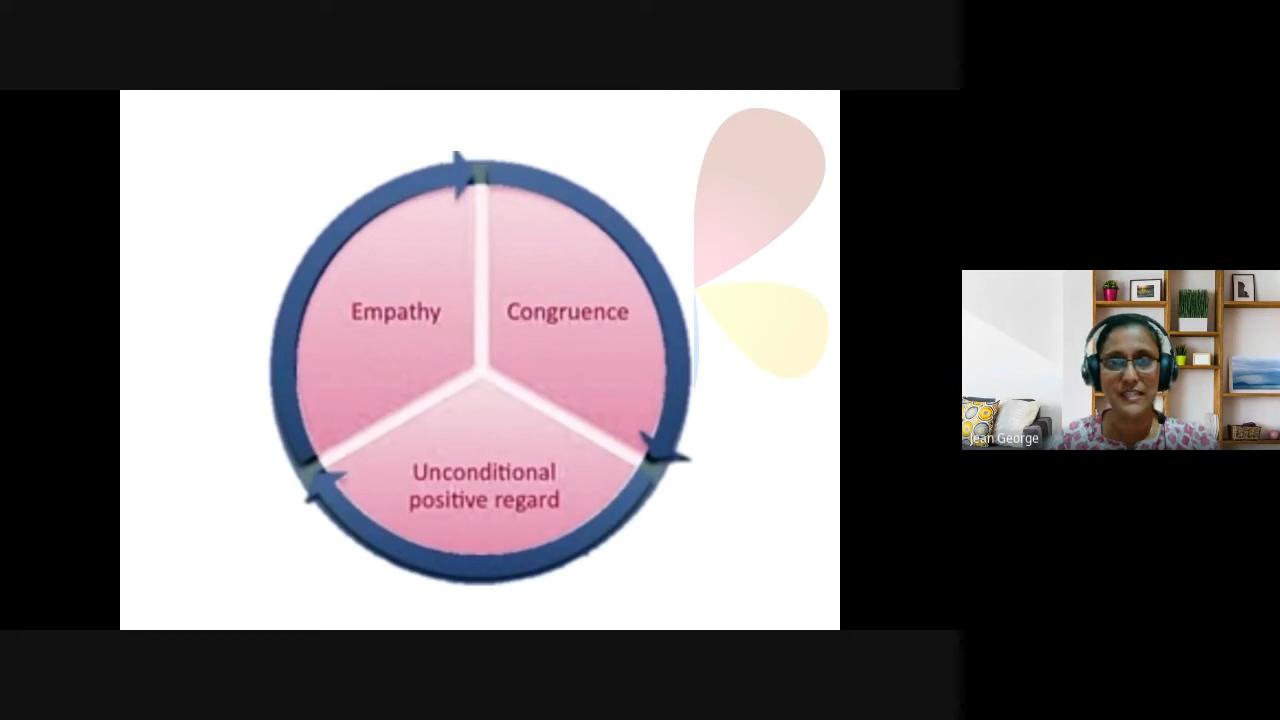 Empathy
Congruence
Unconditional
positive regard
Jean George